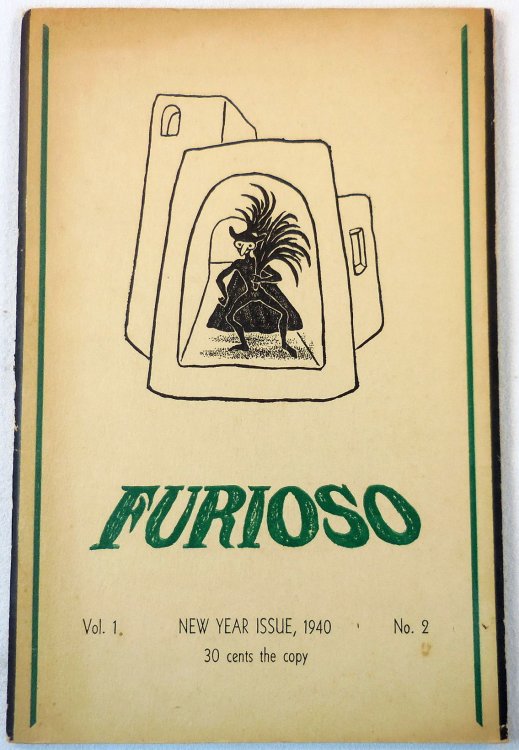 FURIOSO
Vol. 1. NEW YEAR ISSUE, 1940 No. 2
30 cents the copy